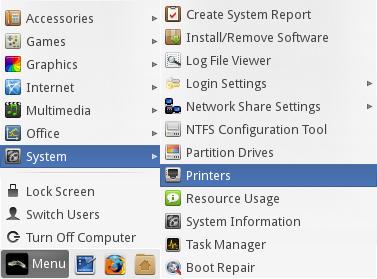 Accessories
Games
Graphics
Internet
Multimedia
Office
System
Lock Screen
Switch Users
Turn Off Computer
Menu
Create System Report
Install/Remove Software
Log File Viewer
Login Settings
Network Share Settings
NTFS Configuration Tool
Partition Drives
Printers
Resource Usage
System Information
Task Manager
Boot Repair